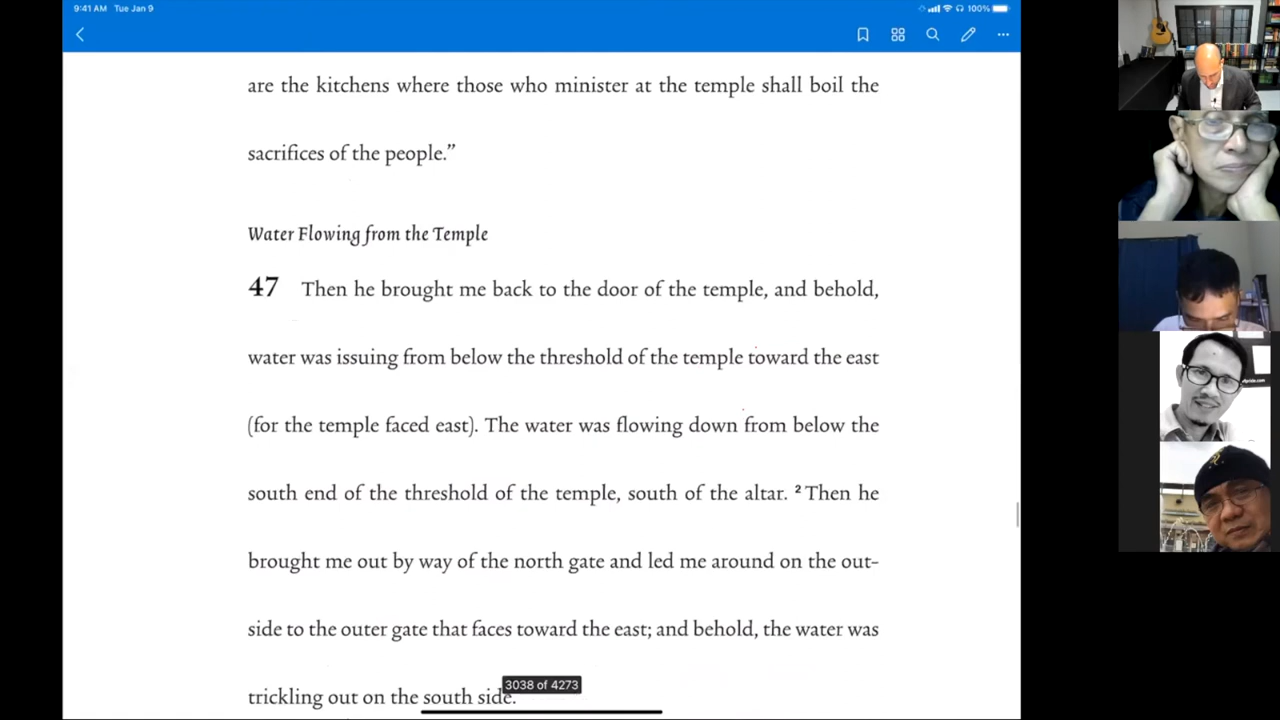 9:41 AM Tue Jan 9
100%
are the kitchens where those who minister at the temple shall boil the
sacrifices of the people.”
Water Flowing from the Temple
47 Then he brought me back to the door of the temple, and behold,
water was issuing from below the threshold of the temple toward the east
(for the temple faced east). The water was flowing down from below the
south end of the threshold of the temple, south of the altar. ² Then he
brought me out by way of the north gate and led me around on the out-
side to the outer gate that faces toward the east; and behold, the water was
trickling out on the south side.
3038 of 4273